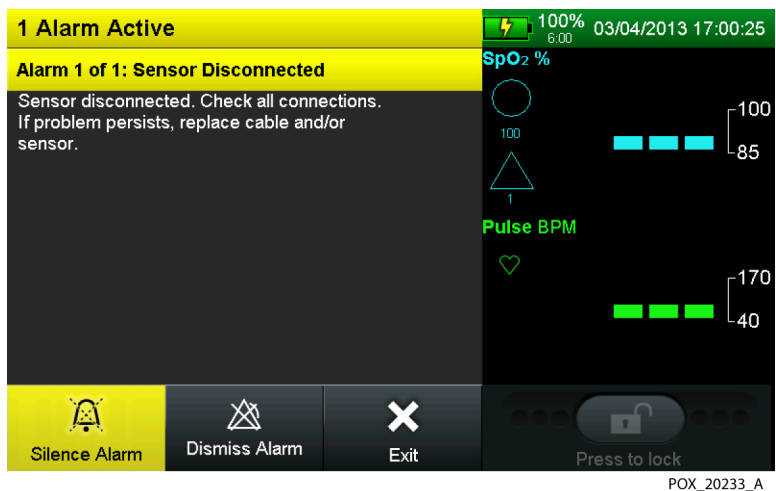 1 Alarm Active
100%
6:00
03/04/2013 17:00:25
Alarm 1 of 1: Sensor Disconnected
Sensor disconnected. Check all connections.
If problem persists, replace cable and/or
sensor.
SpO₂ %
100
1
100
85
Pulse BPM
170
40
Silence Alarm
Dismiss Alarm
Exit
Press to lock
POX_20233_A